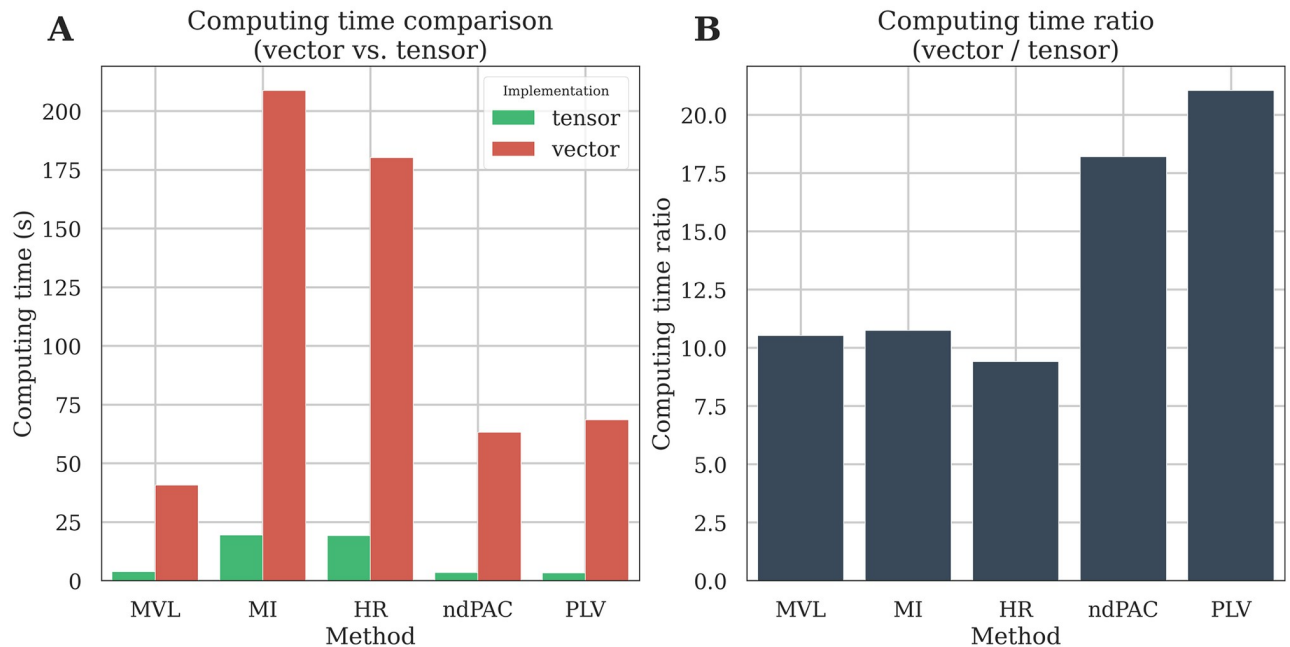 A
Computing time comparison
(vector vs. tensor)
Computing time (s)
200
175
150
125
100
75
50
25
0
Implementation
tensor
vector
MVL MI HR ndPAC PLV
Method
B
Computing time ratio
(vector / tensor)
Computing time ratio
20.0
17.5
15.0
12.5
10.0
7.5
5.0
2.5
0.0
MVL MI HR ndPAC PLV
Method